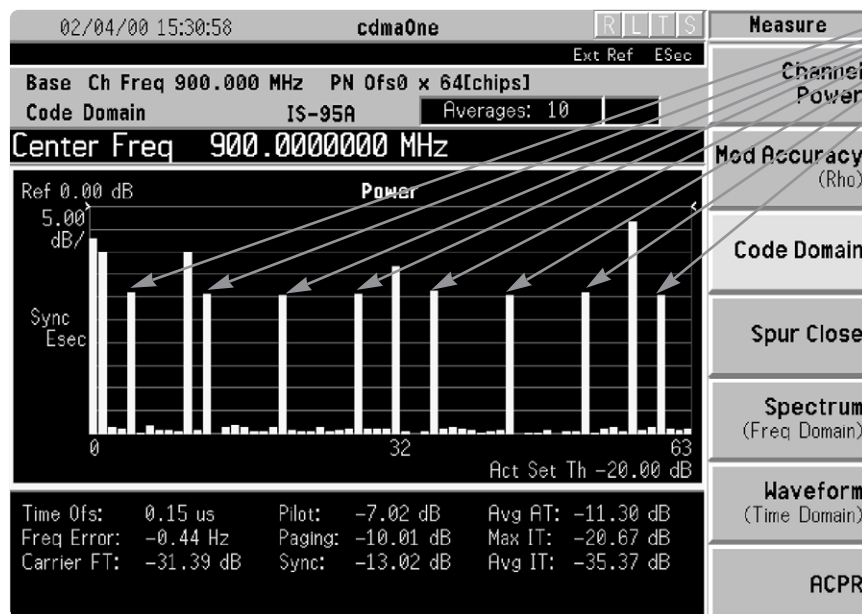 02/04/00 15:30:58 cdmaOne R L T S
Ext Ref ESec
Base Ch Freq 900.000 MHz PN Ofs0 x 64[chips]
Code Domain IS-95A Averages: 10
Center Freq 900.0000000 MHz
Ref 0.00 dB Power
5.00
dB/
Sync
Esec
0 32 63
Act Set Th -20.00 dB
Time Ofs: 0.15 us Pilot: -7.02 dB Avg AT: -11.30 dB
Freq Error: -0.44 Hz Paging: -10.01 dB Max IT: -20.67 dB
Carrier FT: -31.39 dB Sync: -13.02 dB Avg IT: -35.37 dB
Measure
Channel
Power
Mod Accuracy
(Rho)
Code Domain
Spur Close
Spectrum
(Freq Domain)
Waveform
(Time Domain)
ACPR